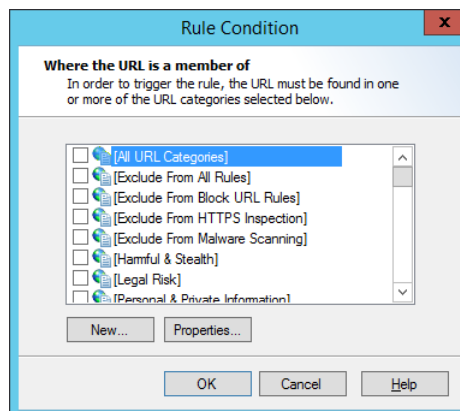 Rule Condition
x
Where the URL is a member of
In order to trigger the rule, the URL must be found in one
or more of the URL categories selected below.
[All URL Categories]
[Exclude From All Rules]
[Exclude From Block URL Rules]
[Exclude From HTTPS Inspection]
[Exclude From Malware Scanning]
[Harmful & Stealth]
[Legal Risk]
[Personal & Private Information]
New...
Properties...
OK
Cancel
Help